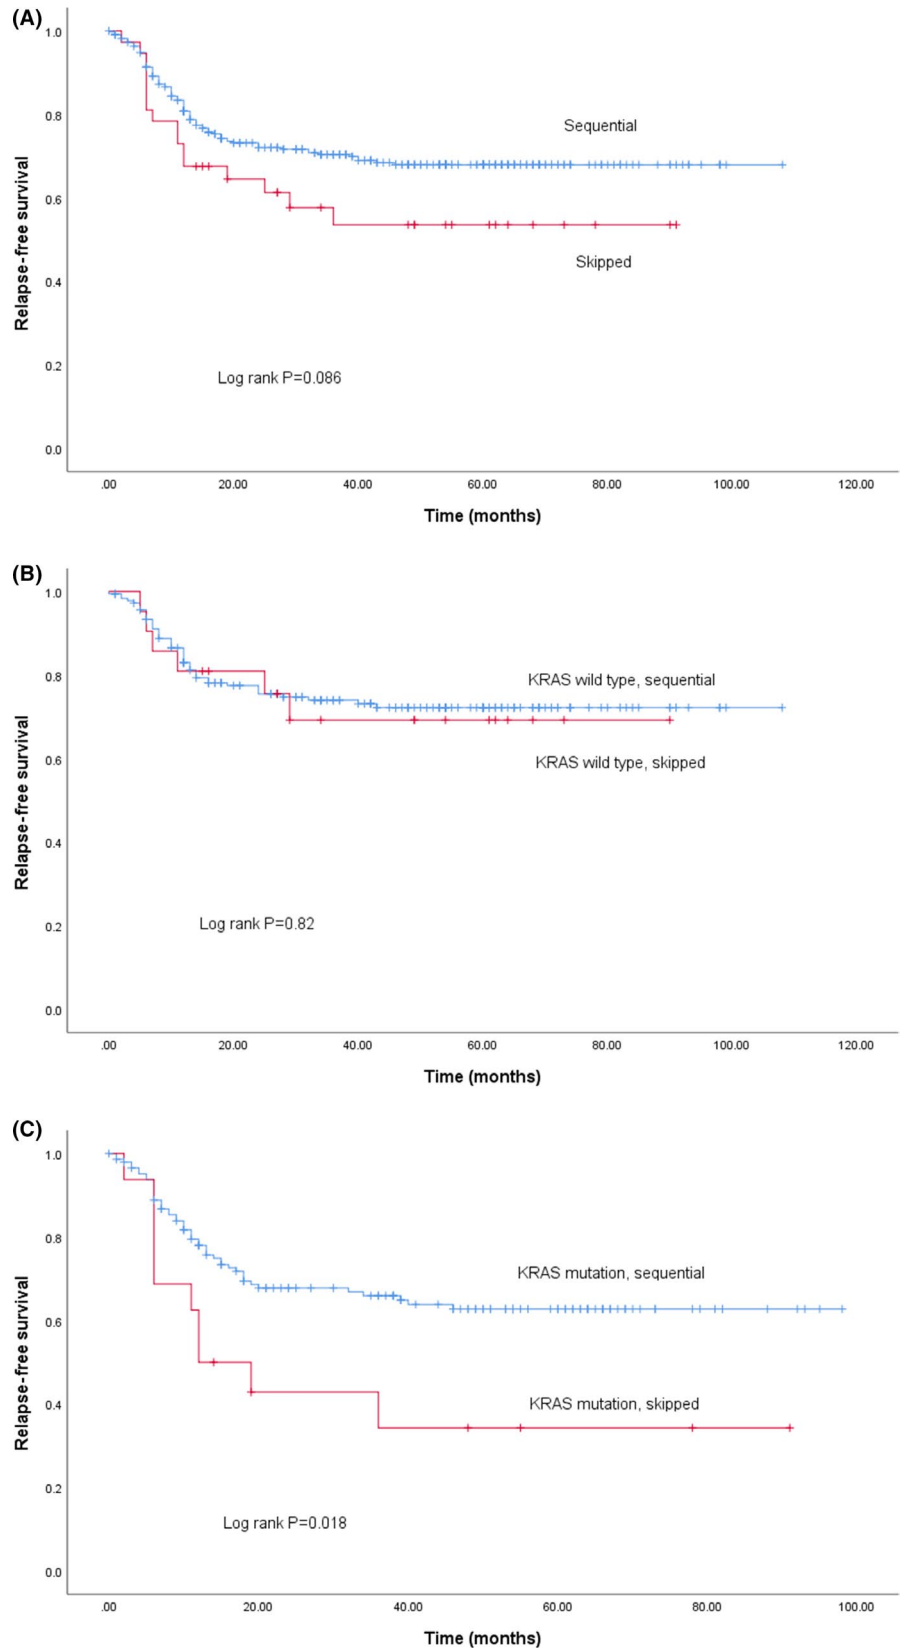 (A)
Relapse-free survival
1.0
0.8
0.6
0.4
0.2
0.0
Sequential
Skipped
Log rank P=0.086
.00 20.00 40.00 60.00 80.00 100.00 120.00
Time (months)
(B)
Relapse-free survival
1.0
0.8
0.6
0.4
0.2
0.0
KRAS wild type, sequential
KRAS wild type, skipped
Log rank P=0.82
.00 20.00 40.00 60.00 80.00 100.00 120.00
Time (months)
(C)
Relapse-free survival
1.0
0.8
0.6
0.4
0.2
0.0
KRAS mutation, sequential
KRAS mutation, skipped
Log rank P=0.018
.00 20.00 40.00 60.00 80.00 100.00
Time (months)